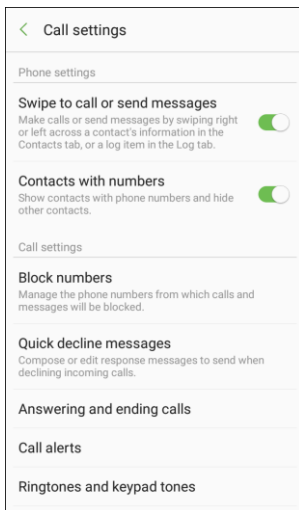 Call settings
Phone settings
Swipe to call or send messages
Make calls or send messages by swiping right
or left across a contact's information in the
Contacts tab, or a log item in the Log tab.
Contacts with numbers
Show contacts with phone numbers and hide
other contacts.
Call settings
Block numbers
Manage the phone numbers from which calls and
messages will be blocked.
Quick decline messages
Compose or edit response messages to send when
declining incoming calls.
Answering and ending calls
Call alerts
Ringtones and keypad tones